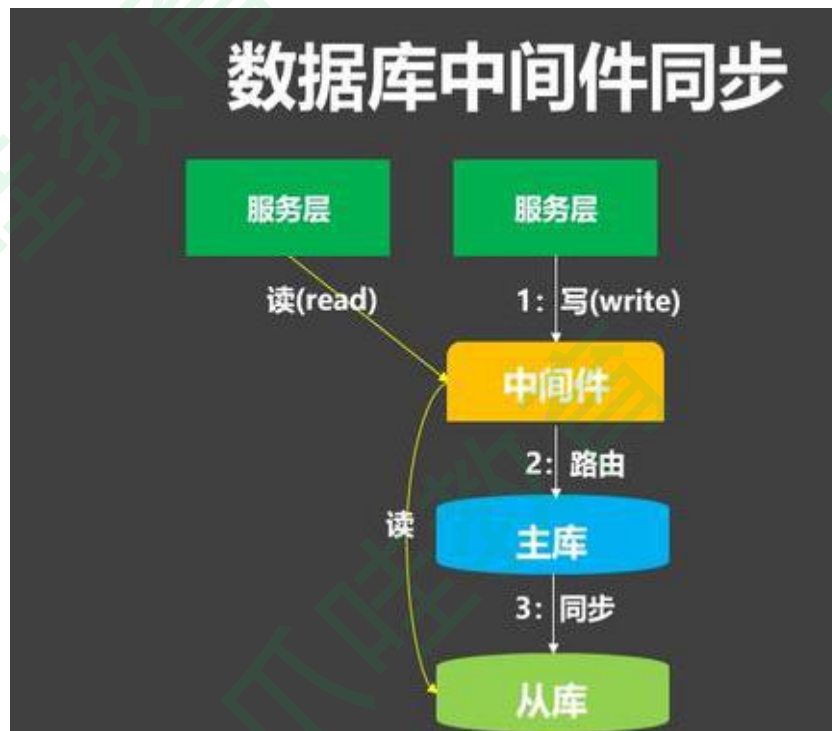 数据库中间件同步
服务层
服务层
读(read)
1: 写(write)
中间件
2: 路由
读
主库
3: 同步
从库